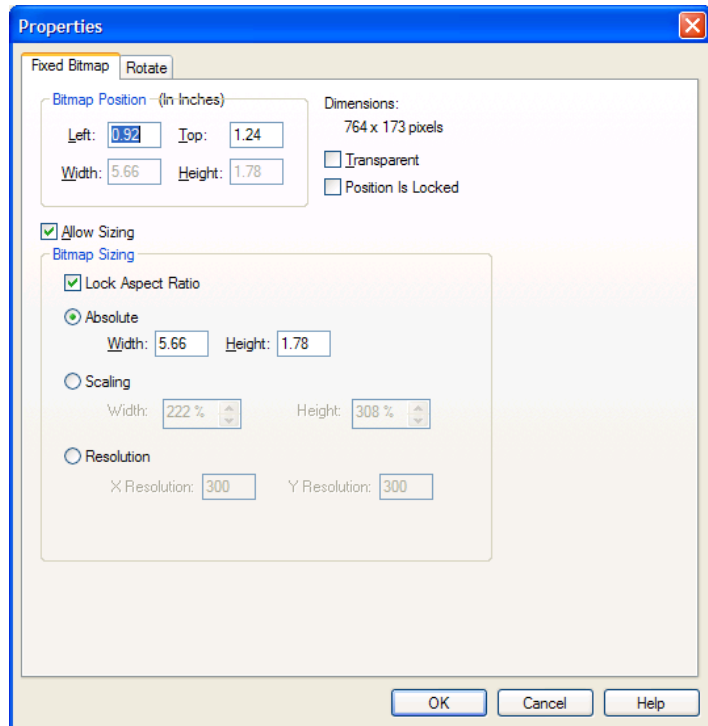 Properties
Fixed Bitmap Rotate
Bitmap Position (In Inches)
Left: 0.92 Top: 1.24
Width: 5.66 Height: 1.78
Dimensions:
764 x 173 pixels
Transparent
Position Is Locked
Allow Sizing
Bitmap Sizing
Lock Aspect Ratio
Absolute
Width: 5.66 Height: 1.78
Scaling
Width: 222 % Height: 308 %
Resolution
X Resolution: 300 Y Resolution: 300
OK Cancel Help